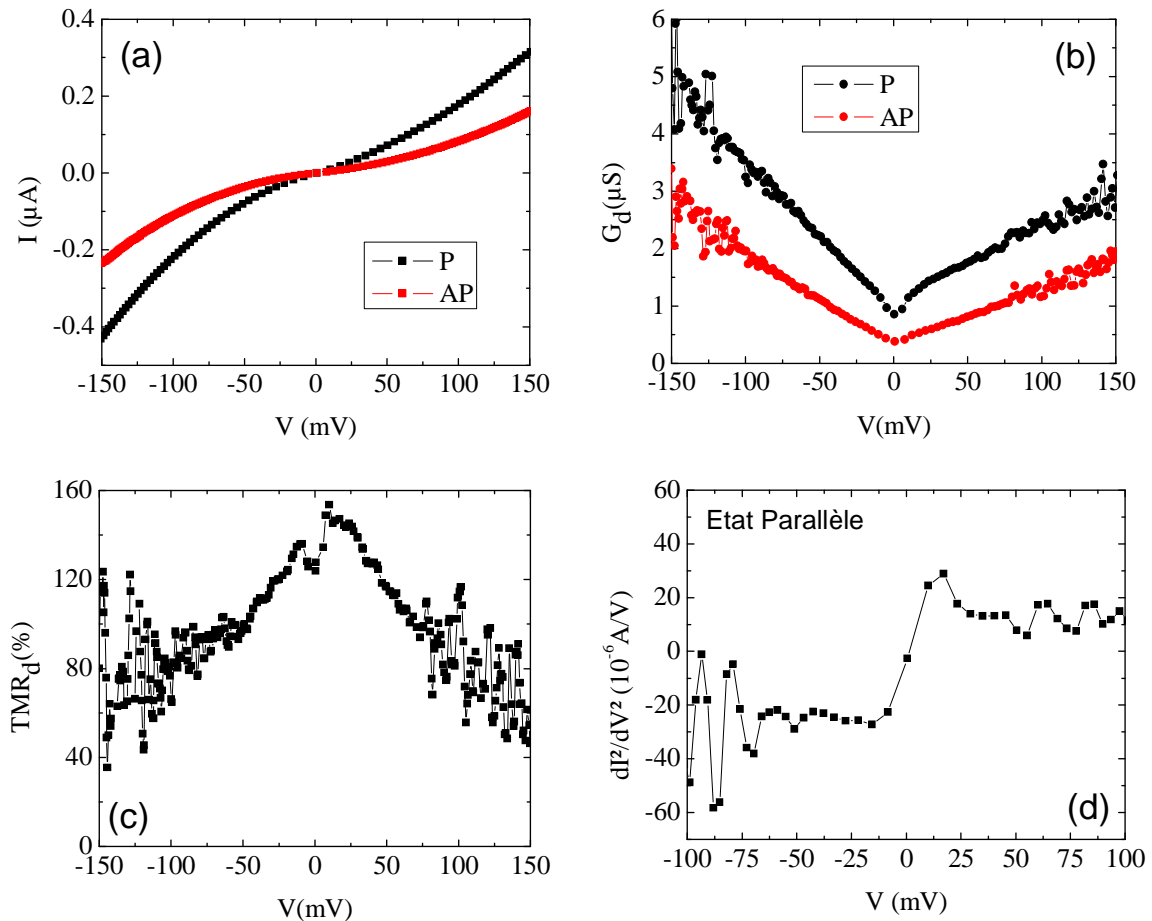 (a)
I (µA)
0.4
0.2
0.0
-0.2
-0.4
P
AP
-150 -100 -50 0 50 100 150
V (mV)
(b)
G_d(µS)
6
5
4
3
2
1
0
P
AP
-150 -100 -50 0 50 100 150
V(mV)
(c)
TMR_d(%)
160
120
80
40
0
-150 -100 -50 0 50 100 150
V(mV)
Etat Parallèle
(d)
dI²/dV² (10⁻⁶A/V)
60
40
20
0
-20
-40
-60
-100 -75 -50 -25 0 25 50 75 100
V (mV)